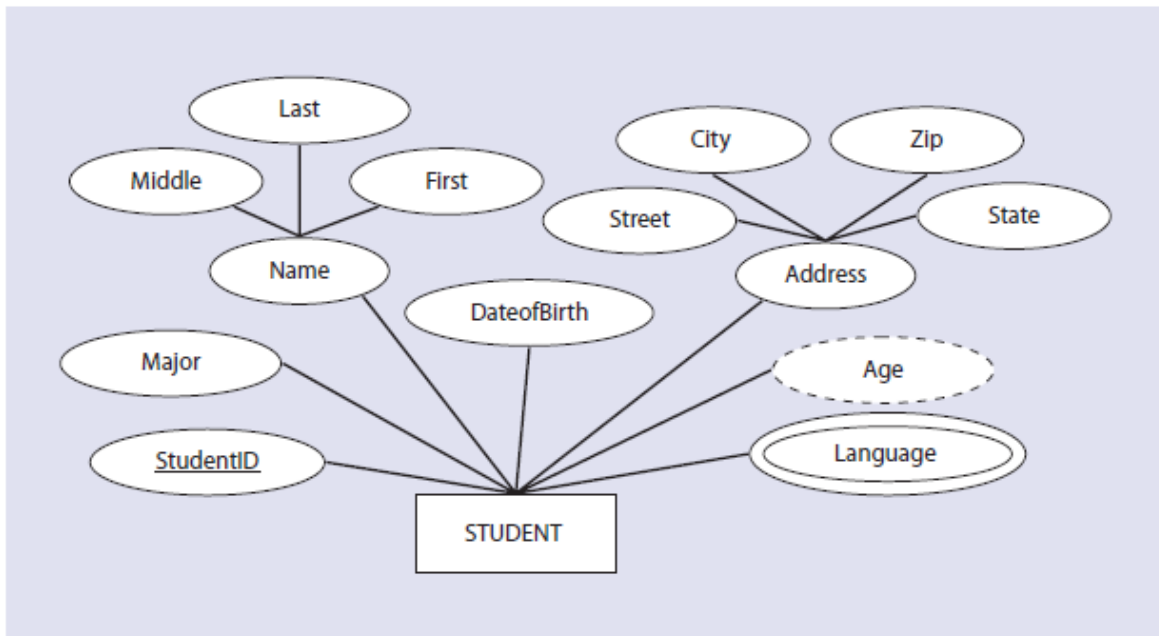 Last
City
Zip
Middle
First
Street
State
Name
Address
DateofBirth
Major
Age
StudentID
Language
STUDENT